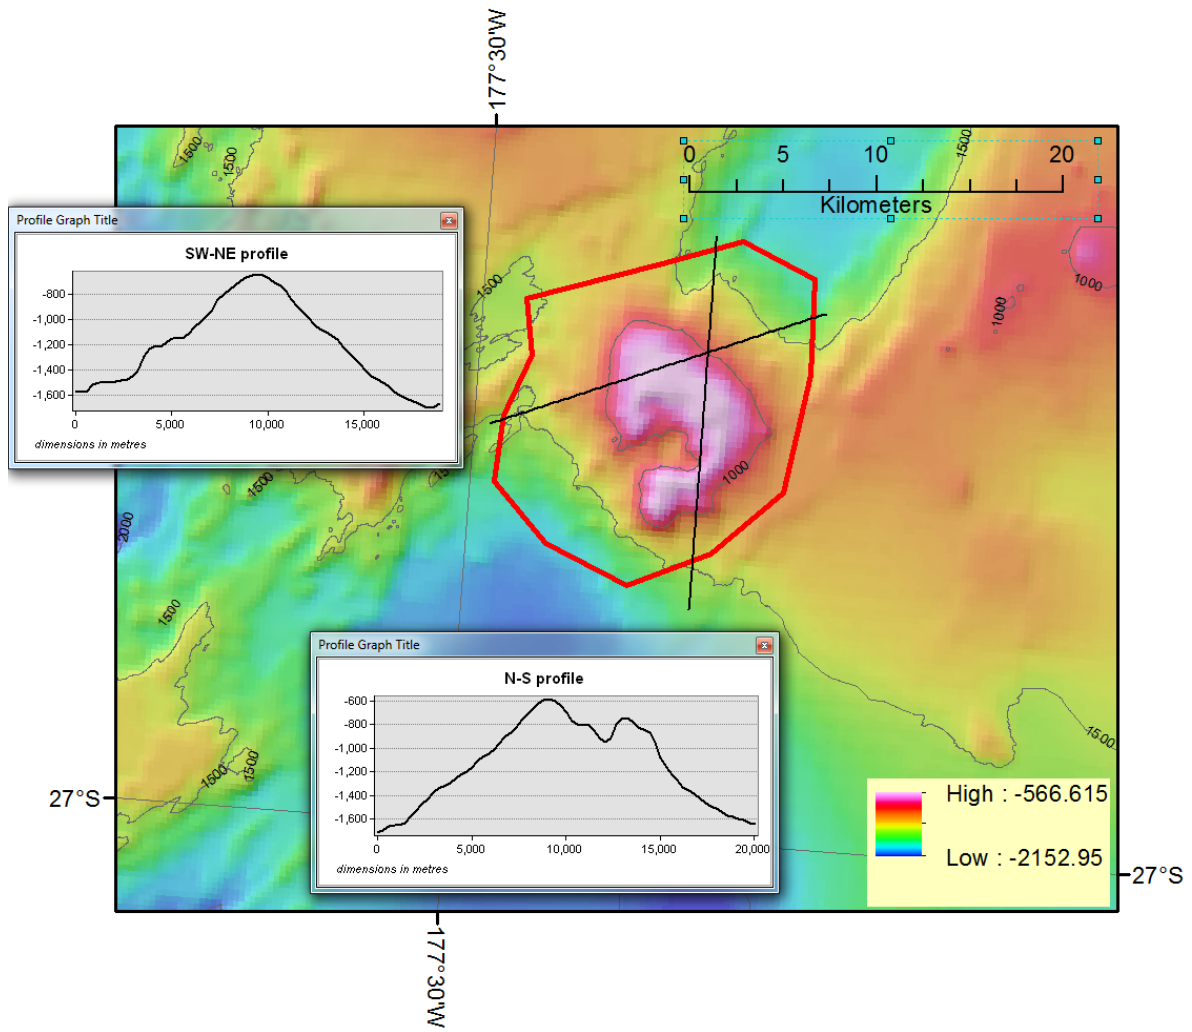 177°30'W
1500
1500
1500
0 5 10 20
Kilometers
Profile Graph Title
SW-NE profile
-800
-1,000
-1,200
-1,400
-1,600
0 5,000 10,000 15,000
dimensions in metres
1500
1000
1000
1000
1500
2000
1500
Profile Graph Title
N-S profile
-600
-800
-1,000
-1,200
-1,400
-1,600
0 5,000 10,000 15,000 20,000
dimensions in metres
1500
1500
1500
High : -566.615
Low : -2152.95
27°S
27°S
177°30'W